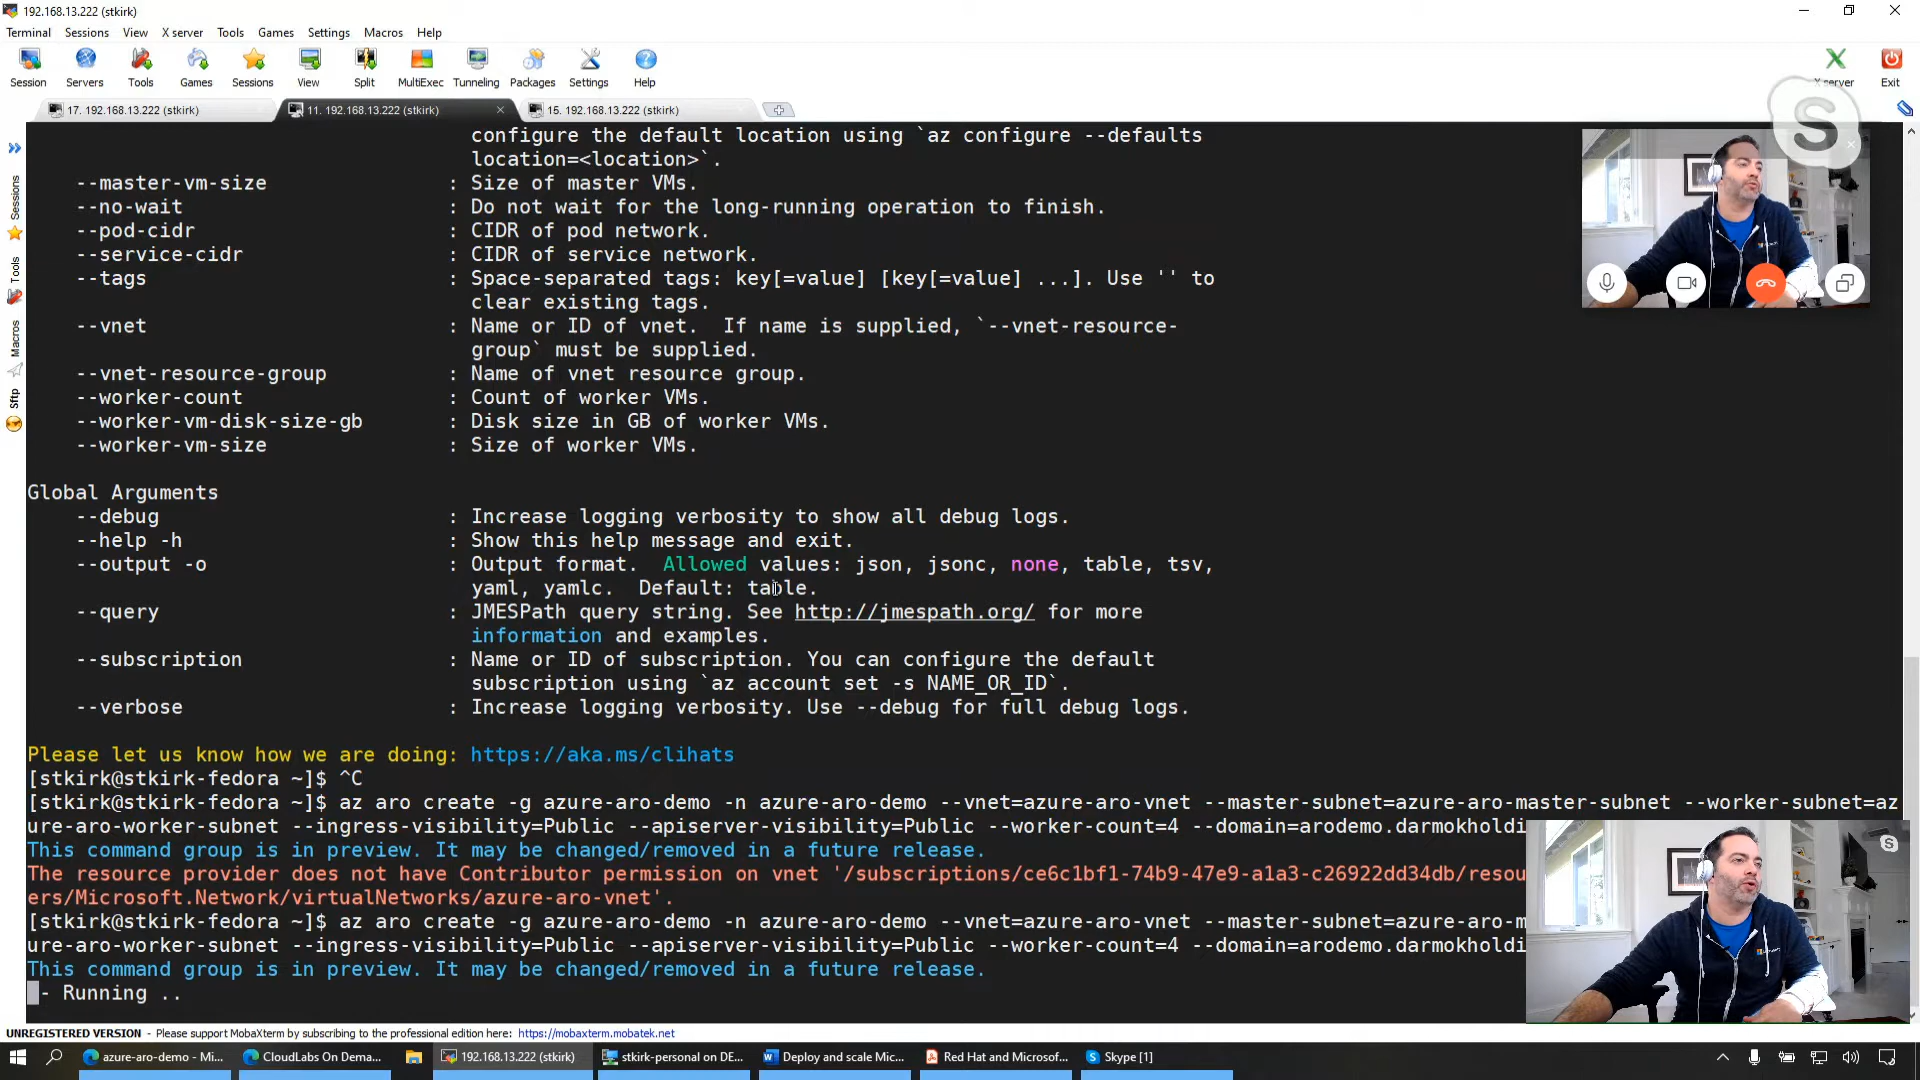 192.168.13.222 (stkirk)
Terminal Sessions View X server Tools Games Settings Macros Help
Session Servers Tools Games Sessions View Split MultiExec Tunneling Packages Settings Help X server Exit
17. 192.168.13.222 (stkirk) 11. 192.168.13.222 (stkirk) 15. 192.168.13.222 (stkirk)
Sessions
Tools
Macros
Sftp
configure the default location using `az configure --defaults
location=<location>`.
--master-vm-size : Size of master VMs.
--no-wait : Do not wait for the long-running operation to finish.
--pod-cidr : CIDR of pod network.
--service-cidr : CIDR of service network.
--tags : Space-separated tags: key[=value] [key[=value] ...]. Use '' to
clear existing tags.
--vnet : Name or ID of vnet. If name is supplied, `--vnet-resource-
group` must be supplied.
--vnet-resource-group : Name of vnet resource group.
--worker-count : Count of worker VMs.
--worker-vm-disk-size-gb : Disk size in GB of worker VMs.
--worker-vm-size : Size of worker VMs.
Global Arguments
--debug : Increase logging verbosity to show all debug logs.
--help -h : Show this help message and exit.
--output -o : Output format. Allowed values: json, jsonc, none, table, tsv,
yaml, yamlc. Default: table.
--query : JMESPath query string. See http://jmespath.org/ for more
information and examples.
--subscription : Name or ID of subscription. You can configure the default
subscription using `az account set -s NAME_OR_ID`.
--verbose : Increase logging verbosity. Use --debug for full debug logs.
Please let us know how we are doing: https://aka.ms/clihats
[stkirk@stkirk-fedora ~]$ ^C
[stkirk@stkirk-fedora ~]$ az aro create -g azure-aro-demo -n azure-aro-demo --vnet=azure-aro-vnet --master-subnet=azure-aro-master-subnet --worker-subnet=az
ure-aro-worker-subnet --ingress-visibility=Public --apiserver-visibility=Public --worker-count=4 --domain=arodemo.darmokholdi
This command group is in preview. It may be changed/removed in a future release.
The resource provider does not have Contributor permission on vnet '/subscriptions/ce6c1bf1-74b9-47e9-a1a3-c26922dd34db/resou
ers/Microsoft.Network/virtualNetworks/azure-aro-vnet'.
[stkirk@stkirk-fedora ~]$ az aro create -g azure-aro-demo -n azure-aro-demo --vnet=azure-aro-vnet --master-subnet=azure-aro-m
ure-aro-worker-subnet --ingress-visibility=Public --apiserver-visibility=Public --worker-count=4 --domain=arodemo.darmokholdi
This command group is in preview. It may be changed/removed in a future release.
- Running ..
UNREGISTERED VERSION - Please support MobaXterm by subscribing to the professional edition here: https://mobaxterm.mobatek.net
azure-aro-demo - Mi... CloudLabs On Dema... 192.168.13.222 (stkirk) stkirk-personal on DE... Deploy and scale Mic... Red Hat and Microsof... Skype [1]